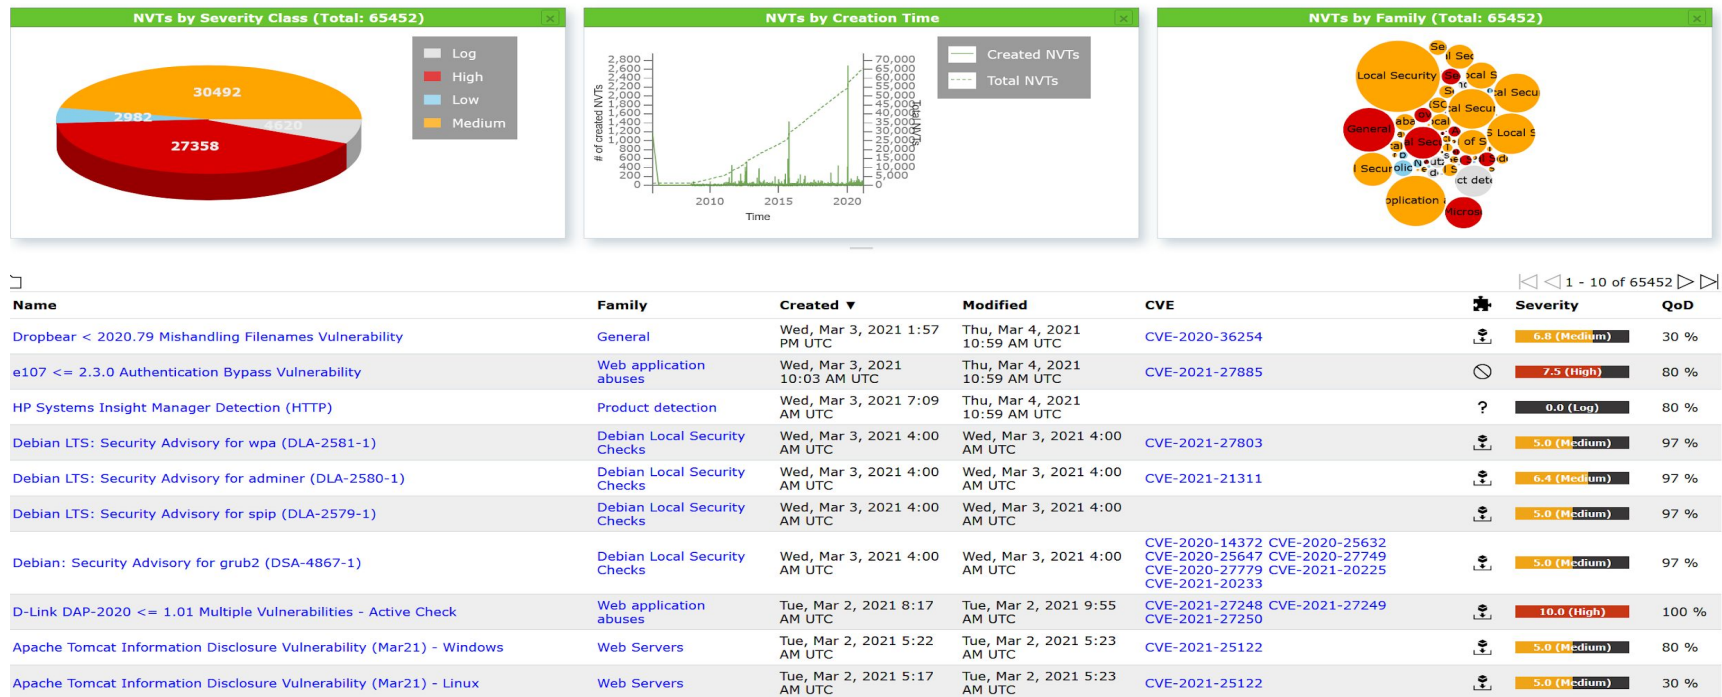 NVTs by Severity Class (Total: 65452)
30492
2982
4620
27358
Log
High
Low
Medium
NVTs by Creation Time
2,800
2,400
2,000
1,800
1,400
1,200
1,000
800
600
400
200
0
# of created NVTs
70,000
65,000
60,000
55,000
50,000
45,000
35,000
30,000
25,000
20,000
15,000
10,000
5,000
0
Total NVTs
2010
2015
2020
Time
Created NVTs
Total NVTs
NVTs by Family (Total: 65452)
Local Security
General
1 - 10 of 65452
Name Family Created ▼ Modified CVE Severity QoD
Dropbear < 2020.79 Mishandling Filenames Vulnerability General Wed, Mar 3, 2021 1:57 Thu, Mar 4, 2021 CVE-2020-36254 6.8 (Medium) 30 %
PM UTC 10:59 AM UTC
e107 <= 2.3.0 Authentication Bypass Vulnerability Web application Wed, Mar 3, 2021 Thu, Mar 4, 2021 CVE-2021-27885 7.5 (High) 80 %
abuses 10:03 AM UTC 10:59 AM UTC
HP Systems Insight Manager Detection (HTTP) Product detection Wed, Mar 3, 2021 7:09 Thu, Mar 4, 2021 ? 0.0 (Log) 80 %
AM UTC 10:59 AM UTC
Debian LTS: Security Advisory for wpa (DLA-2581-1) Debian Local Security Wed, Mar 3, 2021 4:00 Wed, Mar 3, 2021 4:00 CVE-2021-27803 5.0 (Medium) 97 %
Checks AM UTC AM UTC
Debian LTS: Security Advisory for adminer (DLA-2580-1) Debian Local Security Wed, Mar 3, 2021 4:00 Wed, Mar 3, 2021 4:00 CVE-2021-21311 6.4 (Medium) 97 %
Checks AM UTC AM UTC
Debian LTS: Security Advisory for spip (DLA-2579-1) Debian Local Security Wed, Mar 3, 2021 4:00 Wed, Mar 3, 2021 4:00 5.0 (Medium) 97 %
Checks AM UTC AM UTC
Debian: Security Advisory for grub2 (DSA-4867-1) Debian Local Security Wed, Mar 3, 2021 4:00 Wed, Mar 3, 2021 4:00 CVE-2020-14372 CVE-2020-25632 5.0 (Medium) 97 %
Checks AM UTC AM UTC CVE-2020-25647 CVE-2020-27749
CVE-2020-27779 CVE-2021-20225
CVE-2021-20233
D-Link DAP-2020 <= 1.01 Multiple Vulnerabilities - Active Check Web application Tue, Mar 2, 2021 8:17 Tue, Mar 2, 2021 9:55 CVE-2021-27248 CVE-2021-27249 10.0 (High) 100 %
abuses AM UTC AM UTC CVE-2021-27250
Apache Tomcat Information Disclosure Vulnerability (Mar21) - Windows Web Servers Tue, Mar 2, 2021 5:22 Tue, Mar 2, 2021 5:23 CVE-2021-25122 5.0 (Medium) 80 %
AM UTC AM UTC
Apache Tomcat Information Disclosure Vulnerability (Mar21) - Linux Web Servers Tue, Mar 2, 2021 5:17 Tue, Mar 2, 2021 5:23 CVE-2021-25122 5.0 (Medium) 30 %
AM UTC AM UTC